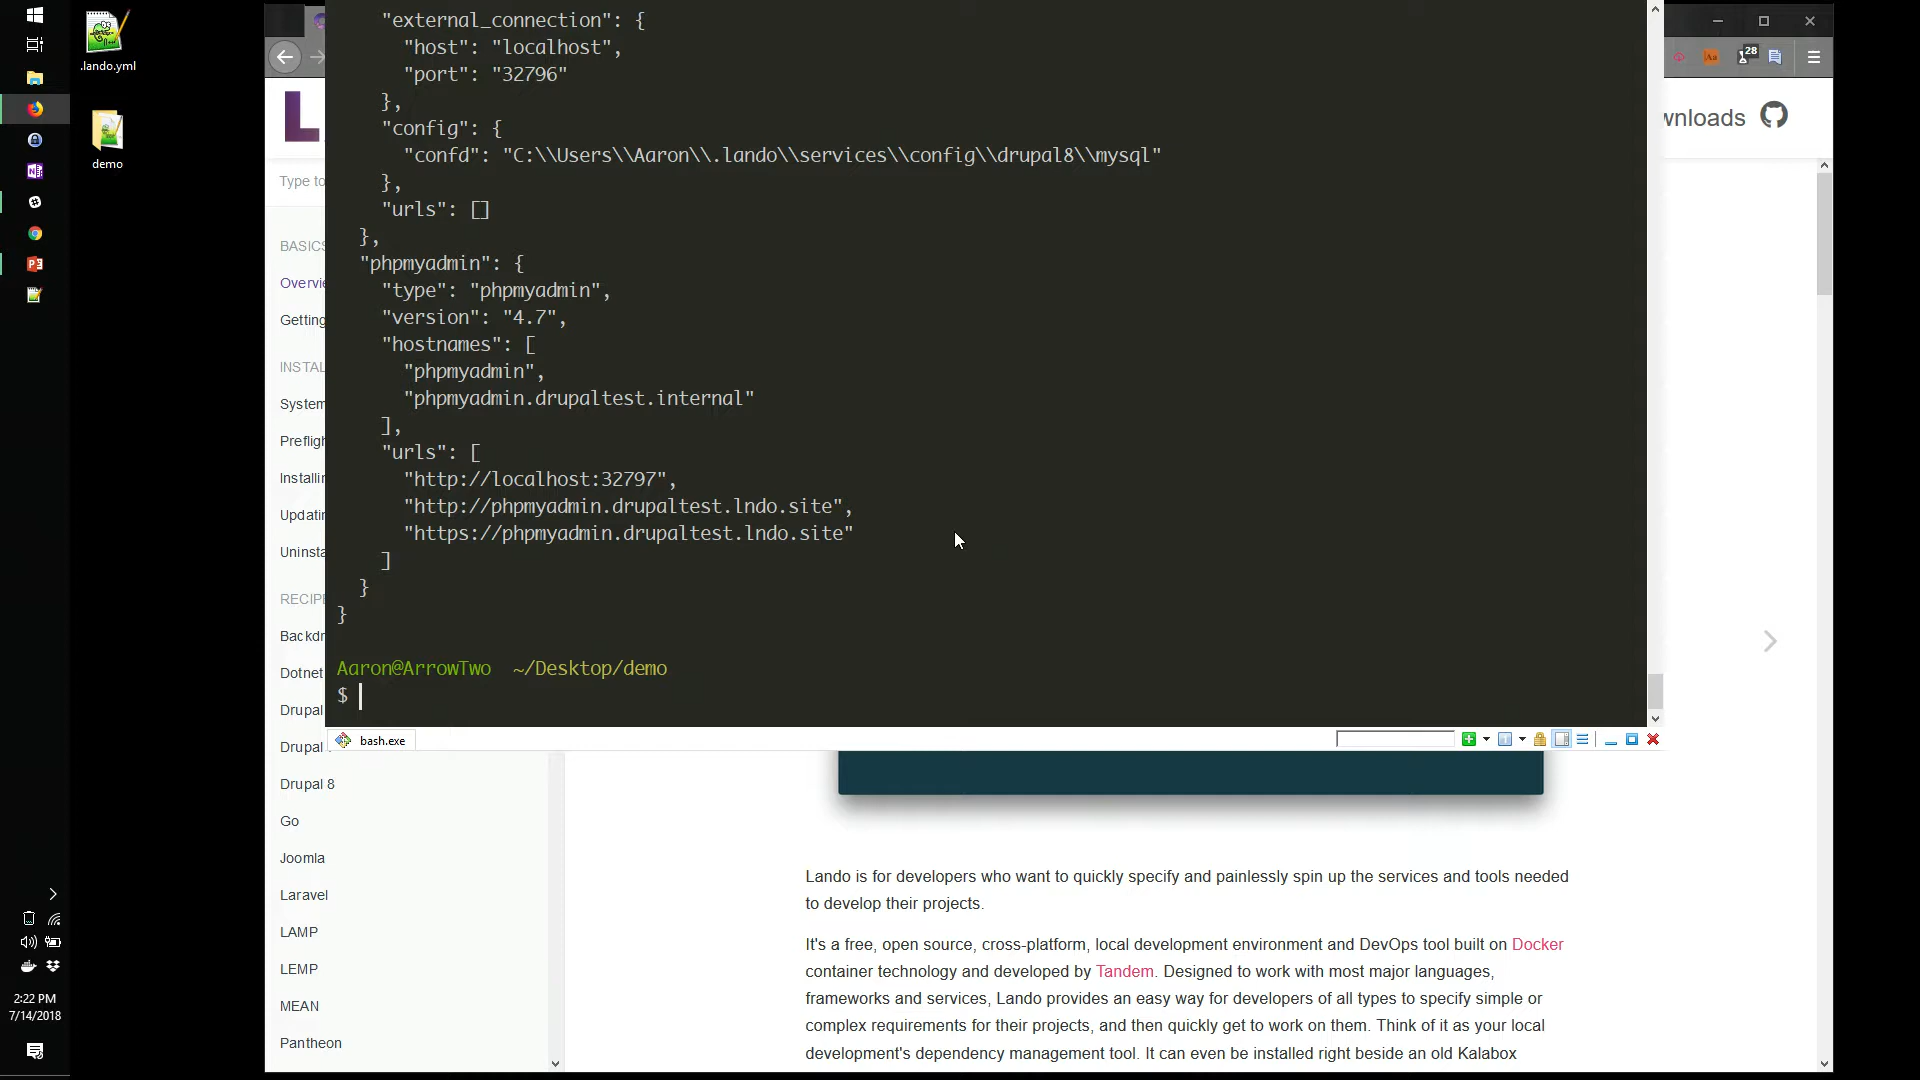 .lando.yml
demo
"external_connection": {
"host": "localhost",
"port": "32796"
},
"config": {
"confd": "C:\\Users\\Aaron\\.lando\\services\\config\\drupal8\\mysql"
},
"urls": []
},
"phpmyadmin": {
"type": "phpmyadmin",
"version": "4.7",
"hostnames": [
"phpmyadmin",
"phpmyadmin.drupaltest.internal"
],
"urls": [
"http://localhost:32797",
"http://phpmyadmin.drupaltest.lndo.site",
"https://phpmyadmin.drupaltest.lndo.site"
]
}
}
Aaron@ArrowTwo ~/Desktop/demo
$
bash.exe
28
wnloads
L
Type to
BASICS
Overvie
Getting
INSTAL
System
Prefligh
Installin
Updatin
Uninsta
RECIPE
Backdr
Dotnet
Drupal
Drupal
Drupal 8
Go
Joomla
Laravel
LAMP
LEMP
MEAN
Pantheon
Lando is for developers who want to quickly specify and painlessly spin up the services and tools needed
to develop their projects.
It's a free, open source, cross-platform, local development environment and DevOps tool built on Docker
container technology and developed by Tandem. Designed to work with most major languages,
frameworks and services, Lando provides an easy way for developers of all types to specify simple or
complex requirements for their projects, and then quickly get to work on them. Think of it as your local
development's dependency management tool. It can even be installed right beside an old Kalabox
2:22 PM
7/14/2018